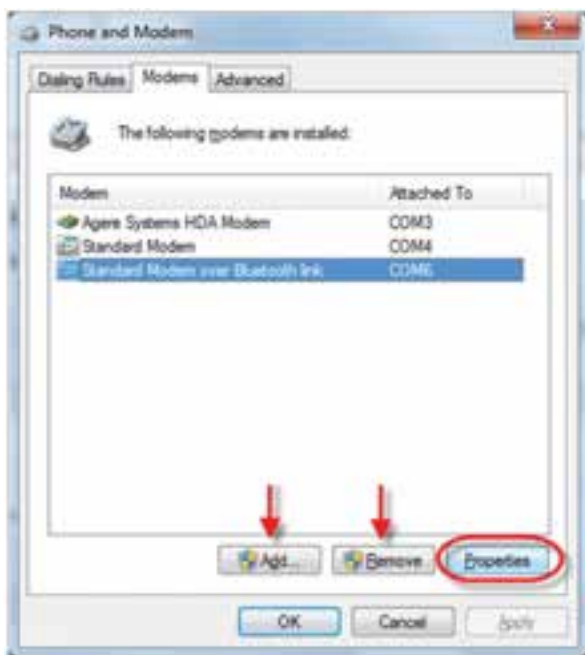 Phone and Modem
Dialing Rules Modems Advanced
The following modems are installed:
Modem Attached To
Agere Systems HDA Modem COM3
Standard Modem COM4
Standard Modem over Bluetooth link COM6
Add... Remove Properties
OK Cancel Apply